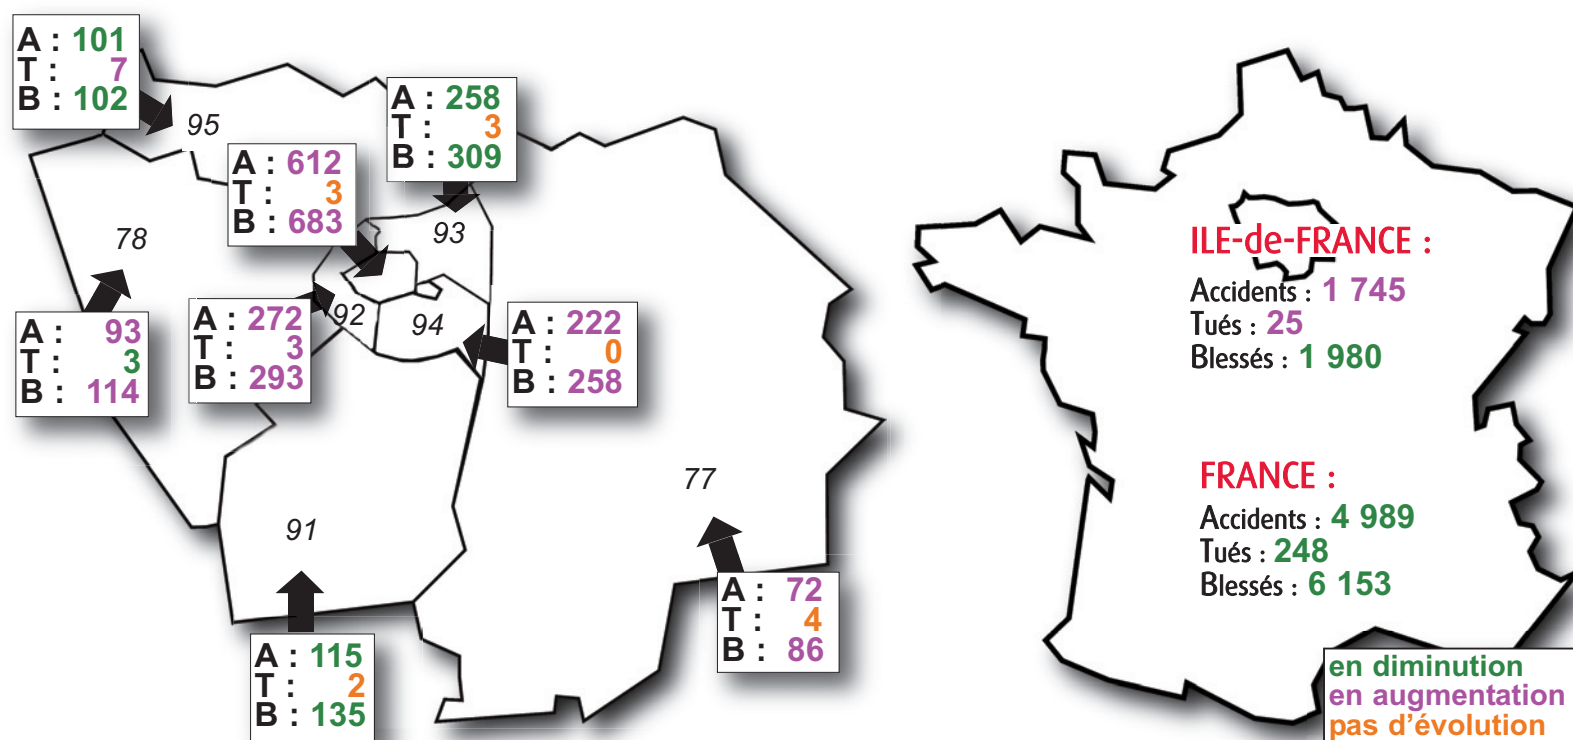 A : 101
T : 7
B : 102
95
A : 258
T : 3
B : 309
A : 612
T : 3
B : 683
93
78
A : 93
T : 3
B : 114
A : 272
T : 3
B : 293
92
94
A : 222
T : 0
B : 258
77
91
A : 72
T : 4
B : 86
A : 115
T : 2
B : 135
ILE-de-FRANCE :
Accidents : 1 745
Tués : 25
Blessés : 1 980
FRANCE :
Accidents : 4 989
Tués : 248
Blessés : 6 153
en diminution
en augmentation
pas d'évolution